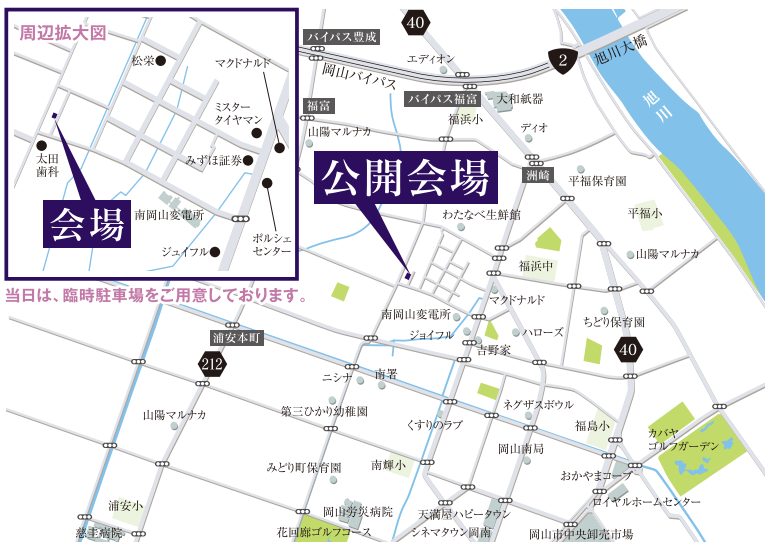 周辺拡大図
松栄
マクドナルド
ミスター
タイヤマン
みずほ証券
太田
歯科
会場
南岡山変電所
ジュイフル
ポルシェ
センター
当日は、臨時駐車場をご用意しております。
バイパス豊成
40
エディオン
2
旭川大橋
岡山バイパス
旭川
福富
バイパス福富
大和紙器
福浜小
山陽マルナカ
ディオ
洲崎
公開会場
平福保育園
わたなべ生鮮館
平福小
福浜中
山陽マルナカ
マクドナルド
南岡山変電所
ちどり保育園
ジョイフル
ハローズ
吉野家
浦安本町
212
40
ニシナ
南署
第三ひかり幼稚園
ネグザスボウル
山陽マルナカ
くすりのラブ
福島小
カバヤ
ゴルフガーデン
岡山南局
みどり町保育園
南輝小
おかやまコープ
浦安小
岡山労災病院
天満屋ハピータウン
ロイヤルホームセンター
慈圭病院
花回廊ゴルフコース
シネマタウン岡南
岡山市中央卸売市場